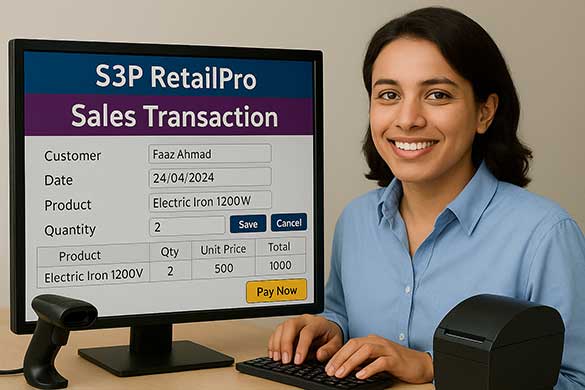 S3P RetailPro
Sales Transaction
Customer Faaz Ahmad
Date 24/04/2024
Product Electric Iron 1200W
Quantity 2 Save Cancel
Product Qty Unit Price Total
Electric Iron 1200V 2 500 1000
Pay Now